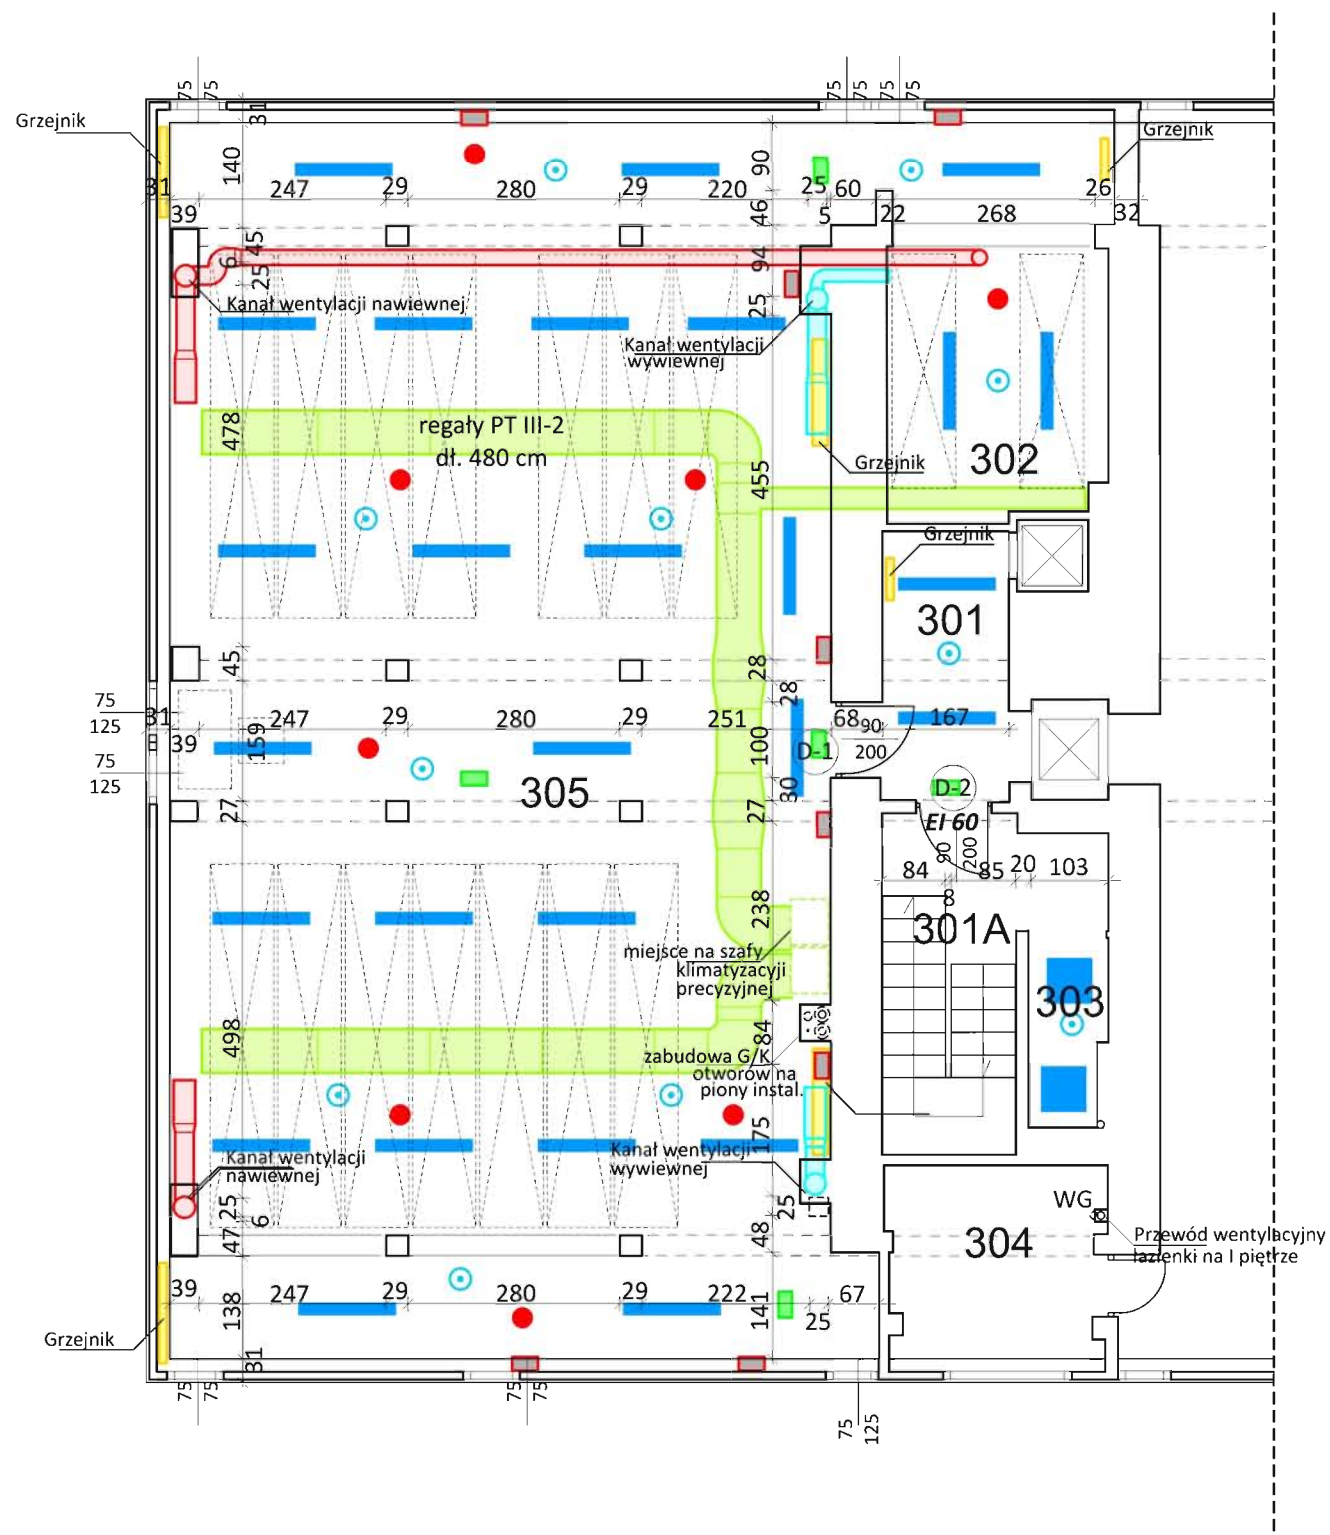 75 75 75 75 75 75
31
Grzejnik
Grzejnik
140
90
31 247 29 280 29 220 25 60 26
39 46 5 22 268 32
45
6
25
94
25
Kanał wentylacji nawiewnej
Kanał wentylacji
wywiewnej
478
regały PT III-2
dł. 480 cm
455
Grzejnik
302
Grzejnik
301
45
28
28
75
125
31 247 29 280 29 251 68 90 167
39
159
100
D-1
200
75
125
305
30
D-2
27
27
EI 60
90
200
84 85 20 103
8
238
301A
miejsce na szafy
klimatyzacyji
precyzyjnej
303
498
84
zabudowa G/K
otworów na
piony instal.
175
Kanał wentylacji
nawiewnej
Kanał wentylacji
wywiewnej
25
6
25
47
48
WG
304
Przewód wentylacyjny
łazienki na I piętrze
39 247 29 280 29 222 67
138
141
25
Grzejnik
31
75 75 75 75
75
125